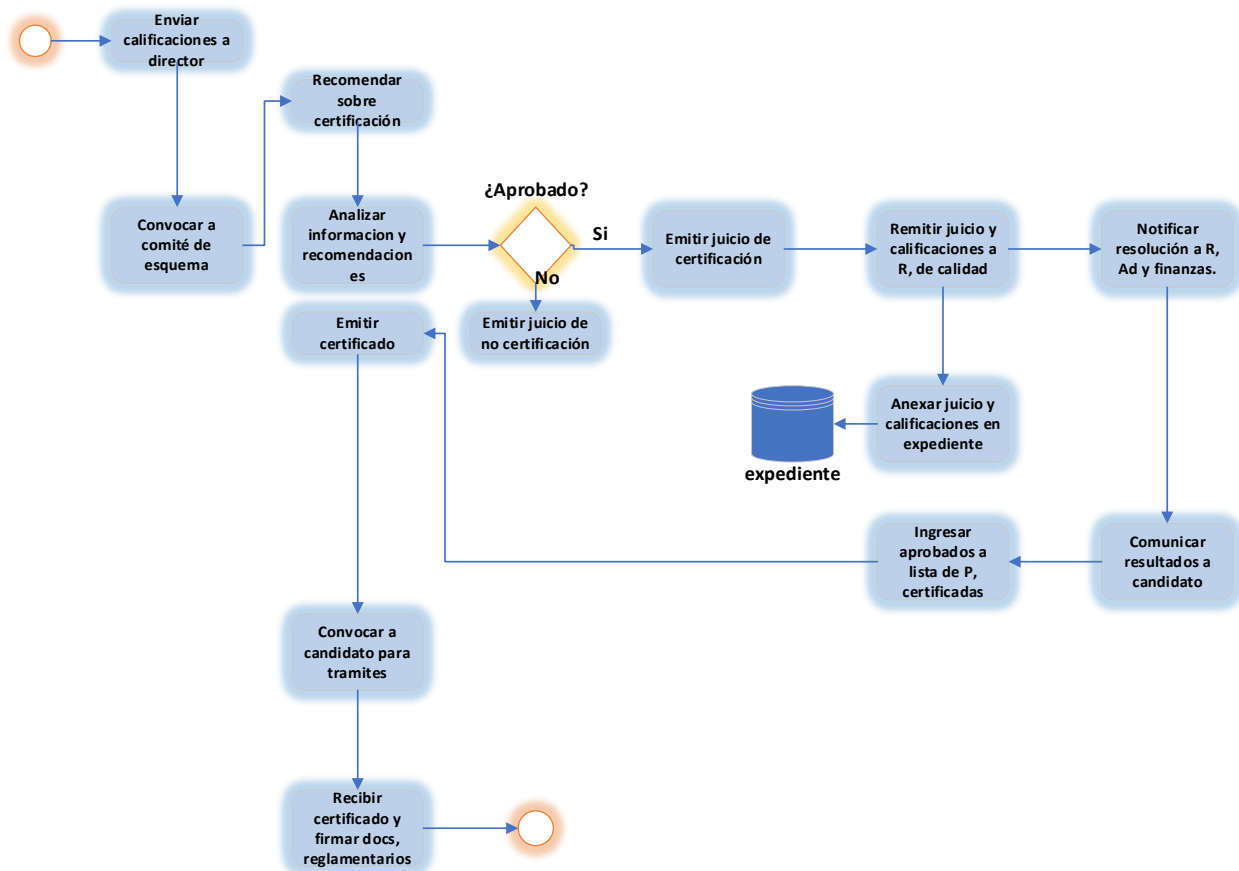 Enviar
calificaciones a
director
Recomendar
sobre
certificación
Convocar a
comité de
esquema
Analizar
informacion y
recomendacion
es
¿Aprobado?
Si
No
Emitir juicio de
no certificación
Emitir juicio de
certificación
Remitir juicio y
calificaciones a
R, de calidad
Notificar
resolución a R,
Ad y finanzas.
Anexar juicio y
calificaciones en
expediente
expediente
Comunicar
resultados a
candidato
Ingresar
aprobados a
lista de P,
certificadas
Emitir
certificado
Convocar a
candidato para
tramites
Recibir
certificado y
firmar docs,
reglamentarios